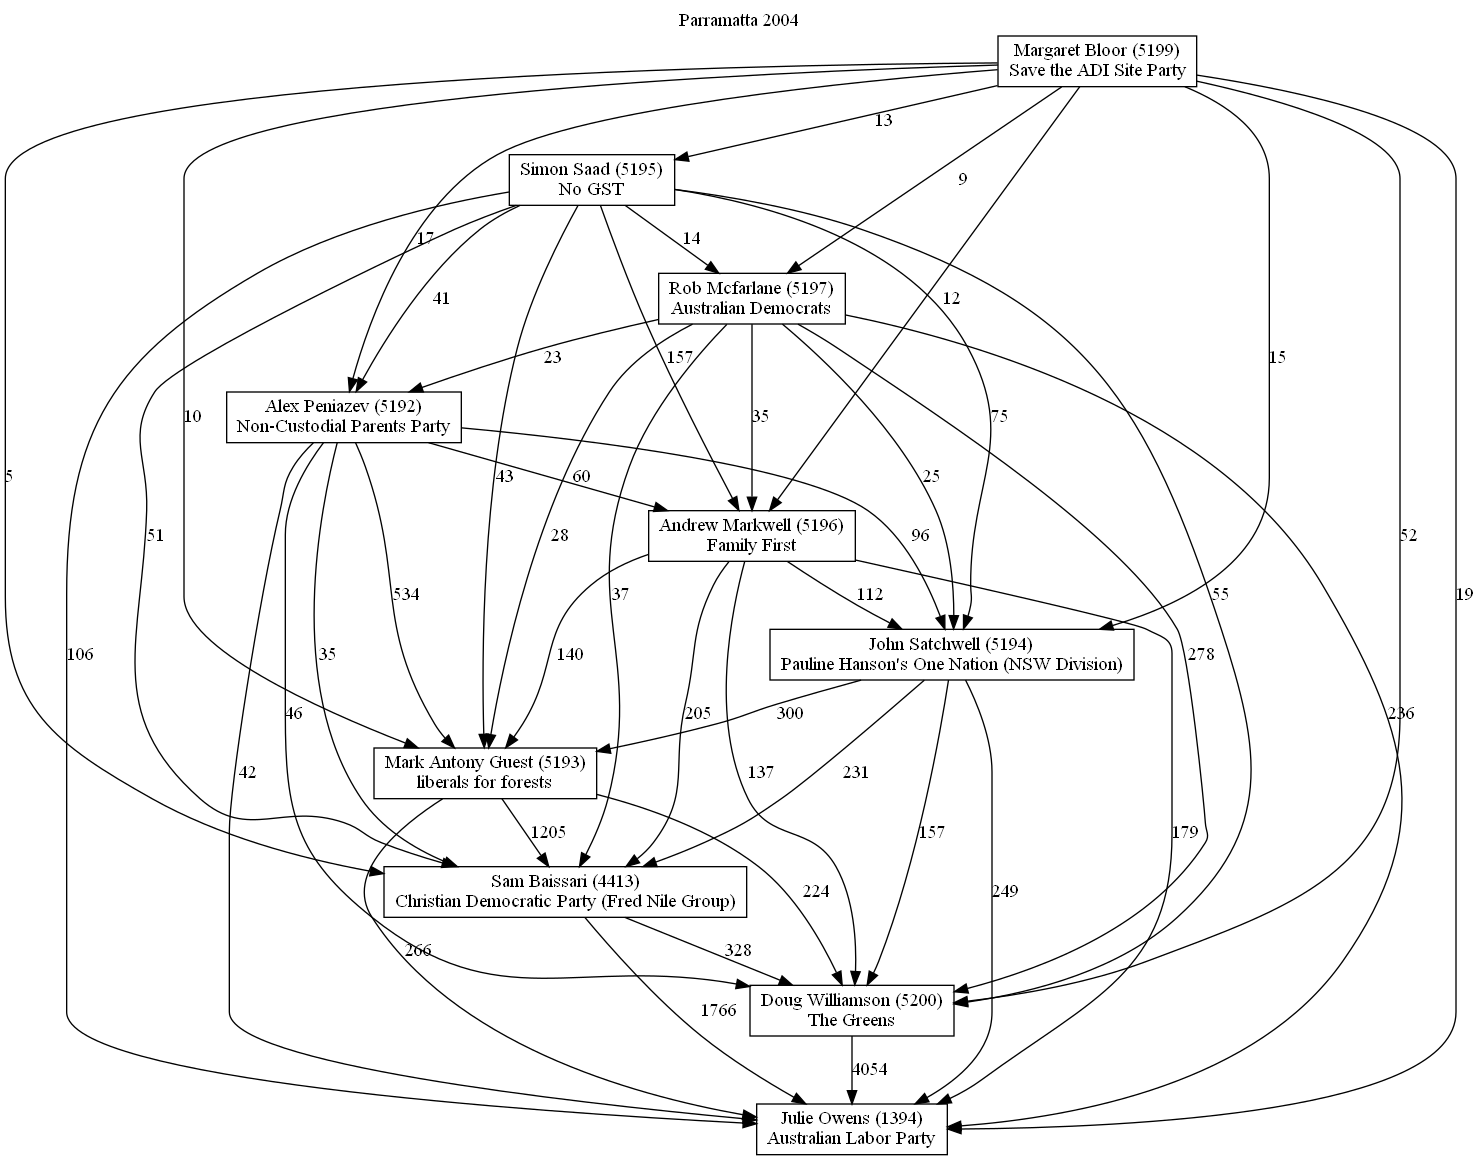 Parramatta 2004
Margaret Bloor (5199)
Save the ADI Site Party
13
Simon Saad (5195)
No GST
9
17
14
Rob Mcfarlane (5197)
Australian Democrats
41
12
23
157
15
Alex Peniazev (5192)
Non-Custodial Parents Party
10
35
75
5
43
60
25
51
28
Andrew Markwell (5196)
Family First
96
52
534
37
112
55
19
106
35
140
John Satchwell (5194)
Pauline Hanson's One Nation (NSW Division)
278
46
205
300
236
42
Mark Antony Guest (5193)
liberals for forests
137
231
1205
157
179
Sam Baissari (4413)
Christian Democratic Party (Fred Nile Group)
224
249
266
328
1766
Doug Williamson (5200)
The Greens
4054
Julie Owens (1394)
Australian Labor Party